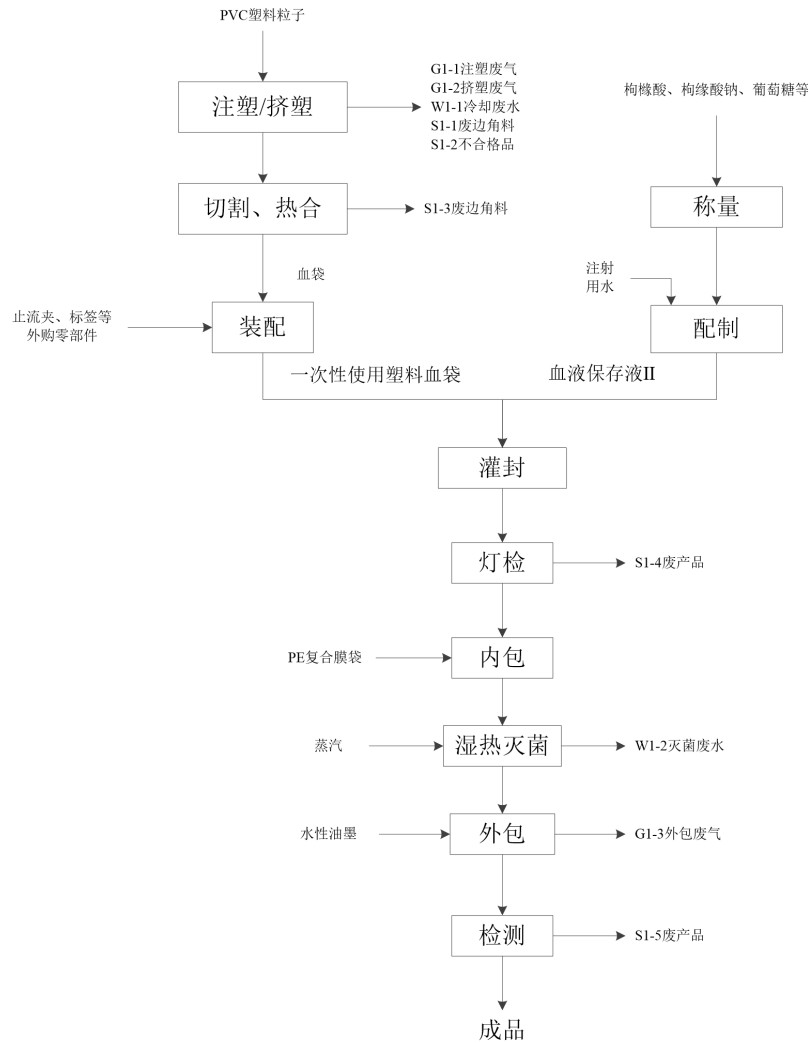 PVC塑料粒子
注塑/挤塑
G1-1注塑废气
G1-2挤塑废气
W1-1冷却废水
S1-1废边角料
S1-2不合格品
枸橼酸、枸缘酸钠、葡萄糖等
切割、热合
S1-3废边角料
称量
血袋
注射
用水
止流夹、标签等
外购零部件
装配
配制
一次性使用塑料血袋
血液保存液II
灌封
灯检
S1-4废产品
PE复合膜袋
内包
蒸汽
湿热灭菌
W1-2灭菌废水
水性油墨
外包
G1-3外包废气
检测
S1-5废产品
成品